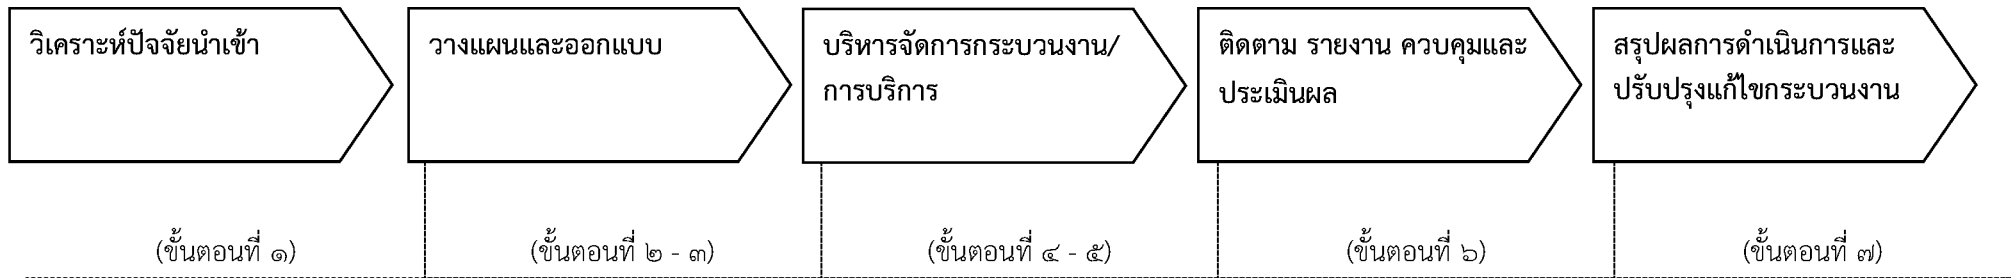 วิเคราะห์ปัจจัยนำเข้า
วางแผนและออกแบบ
บริหารจัดการกระบวนงาน/
การบริการ
ติดตาม รายงาน ควบคุมและ
ประเมินผล
สรุปผลการดำเนินการและ
ปรับปรุงแก้ไขกระบวนงาน
(ขั้นตอนที่ ๑)
(ขั้นตอนที่ ๒ - ๓)
(ขั้นตอนที่ ๔ - ๕)
(ขั้นตอนที่ ๖)
(ขั้นตอนที่ ๗)